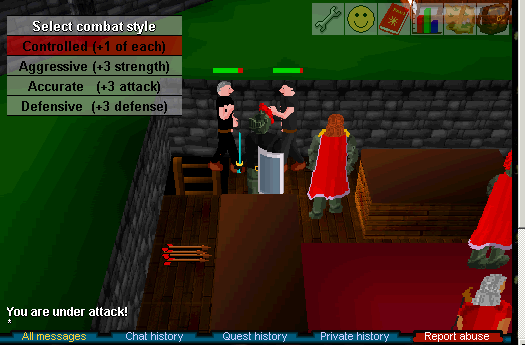 Select combat style
Controlled (+1 of each)
Aggressive (+3 strength)
Accurate (+3 attack)
Defensive (+3 defense)
You are under attack!
*
All messages
Chat history
Quest history
Private history
Report abuse